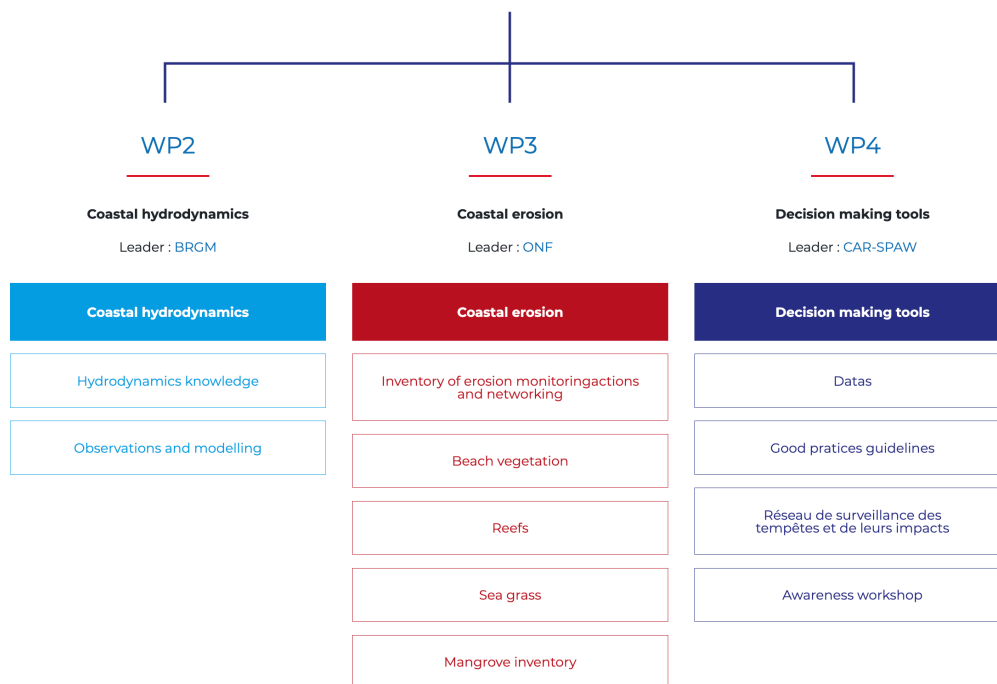 WP2
Coastal hydrodynamics
Leader : BRGM
Coastal hydrodynamics
Hydrodynamics knowledge
Observations and modelling
WP3
Coastal erosion
Leader : ONF
Coastal erosion
Inventory of erosion monitoringactions
and networking
Beach vegetation
Reefs
Sea grass
Mangrove inventory
WP4
Decision making tools
Leader : CAR-SPAW
Decision making tools
Datas
Good pratices guidelines
Réseau de surveillance des
tempêtes et de leurs impacts
Awareness workshop